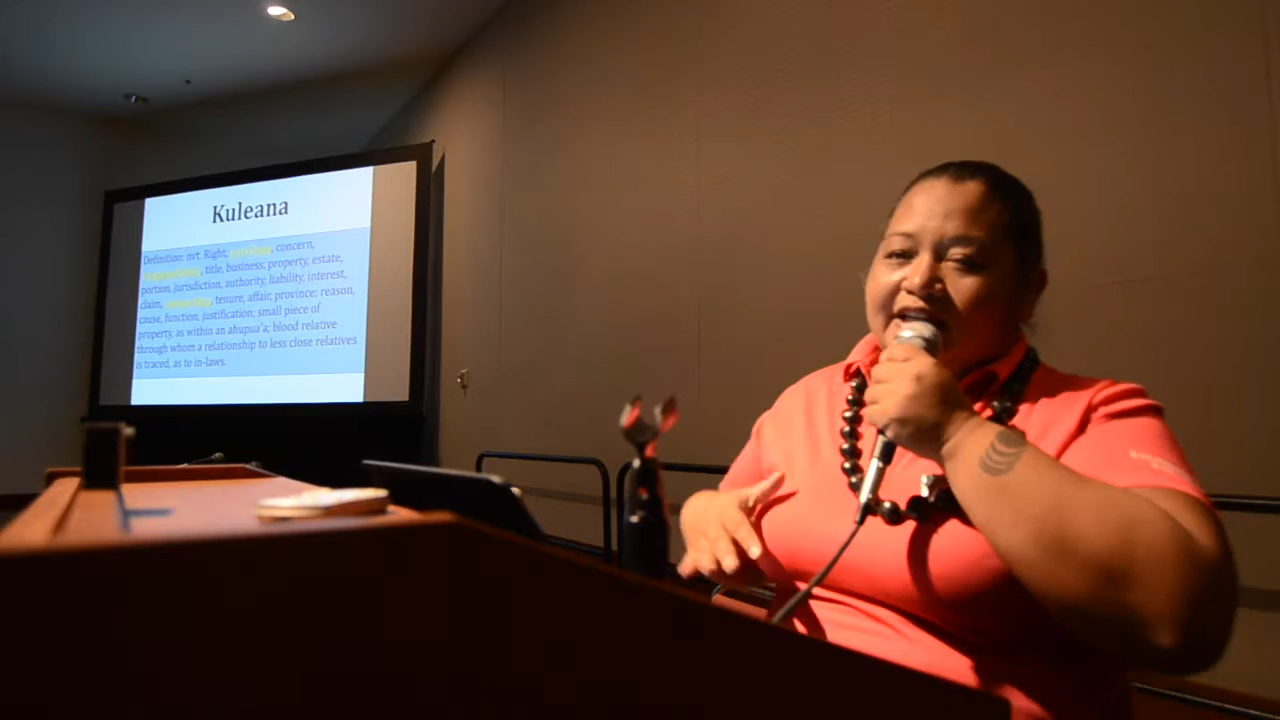 Kuleana
Definition: nvt. Right, privilege, concern,
responsibility, title, business, property, estate,
portion, jurisdiction, authority, liability, interest,
claim, tenure, affair, province; reason,
cause, function, justification; small piece of
property, as within an ahupua'a; blood relative
through whom a relationship to less close relatives
is traced, as to in-laws.